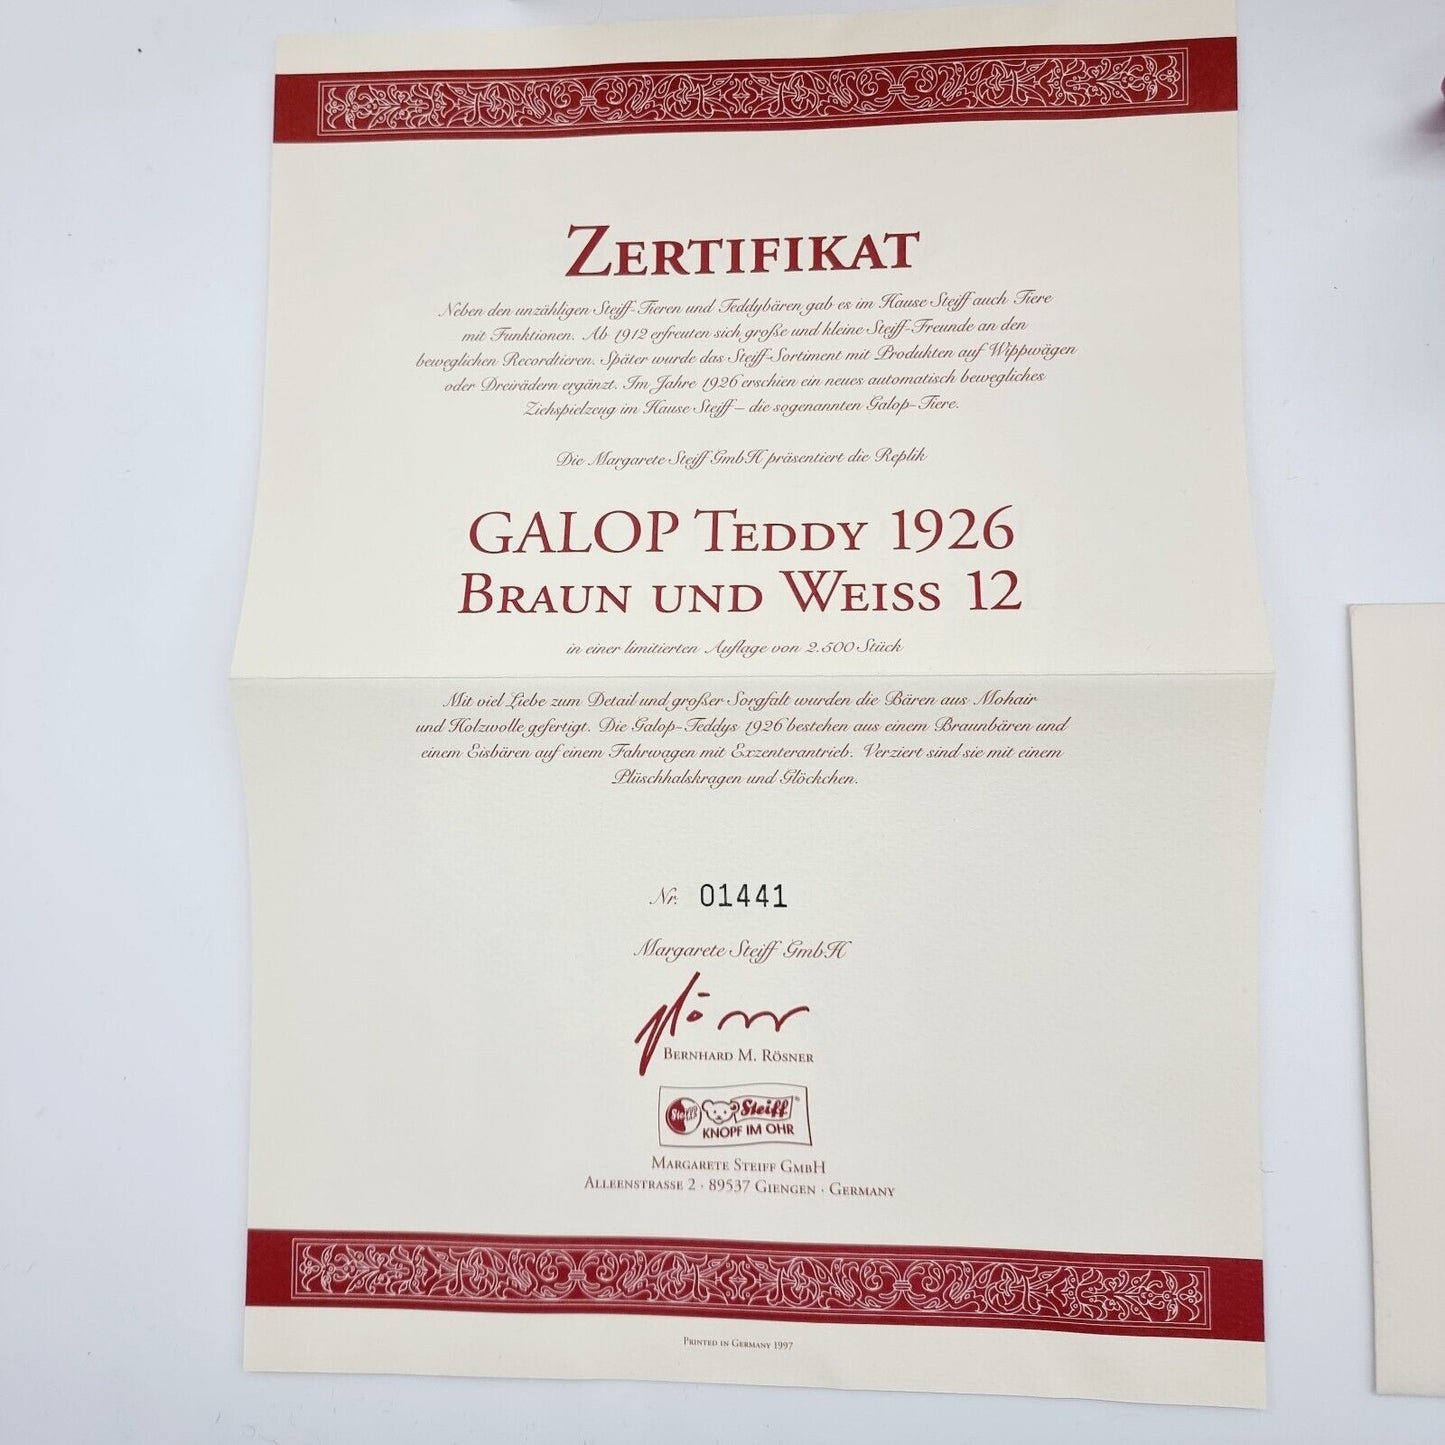 ZERTIFIKAT
Neben den unzähligen Steiff-Tieren und Teddybären gab es im Hause Steiff auch Tiere
mit Funktionen. Ab 1912 erfreuten sich große und kleine Steiff-Freunde an den
beweglichen Recordtieren. Später wurde das Steiff-Sortiment mit Produkten auf Wippwägen
oder Dreirädern ergänzt. Im Jahre 1926 erschien ein neues automatisch bewegliches
Ziehspielzeug im Hause Steiff – die sogenannten Galop-Tiere.
Die Margarete Steiff GmbH präsentiert die Replik
GALOP TEDDY 1926
BRAUN UND WEISS 12
in einer limitierten Auflage von 2.500 Stück
Mit viel Liebe zum Detail und großer Sorgfalt wurden die Bären aus Mohair
und Holzwolle gefertigt. Die Galop-Teddys 1926 bestehen aus einem Braunbären und
einem Eisbären auf einem Fahrwagen mit Exzenterantrieb. Verziert sind sie mit einem
Plüschhalskragen und Glöckchen.
Nr. 01441
Margarete Steiff GmbH
BERNHARD M. RÖSNER
Steiff Steiff®
KNOPF IM OHR
MARGARETE STEIFF GMBH
ALLEENSTRASSE 2 · 89537 GIENGEN · GERMANY
PRINTED IN GERMANY 1997